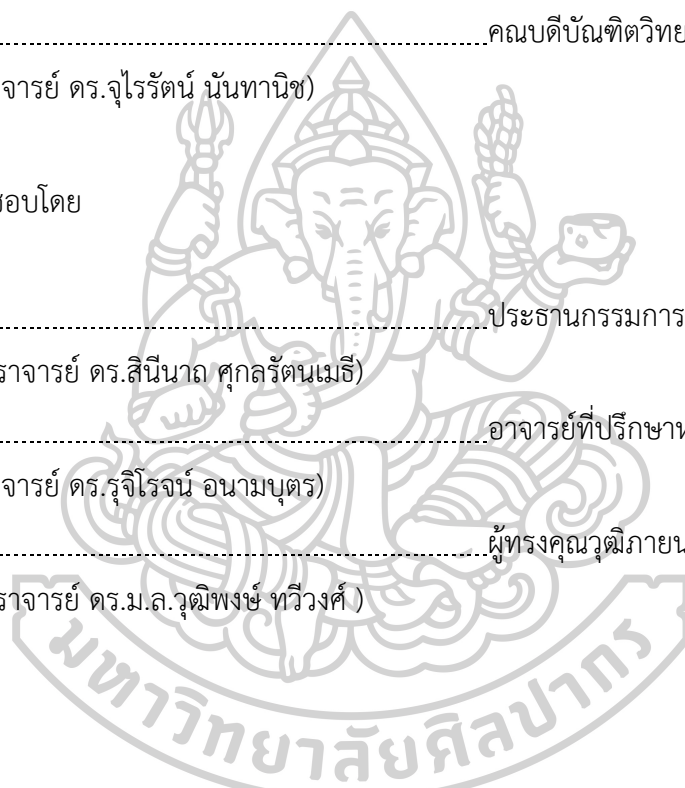 คณบดีบัณฑิตวิทย
จารย์ ดร.จุไรรัตน์ นันทานิช)
สอบโดย
ประธานกรรมการ
ราจารย์ ดร.สินีนาถ ศุกลรัตนเมธี)
อาจารย์ที่ปรึกษาห
จารย์ ดร.รุจิโรจน์ อนามบุตร)
ผู้ทรงคุณวุฒิภายน
ราจารย์ ดร.ม.ล.วุฒิพงษ์ ทวีวงศ์ )
มหาวิทยาลัยศิลปากร